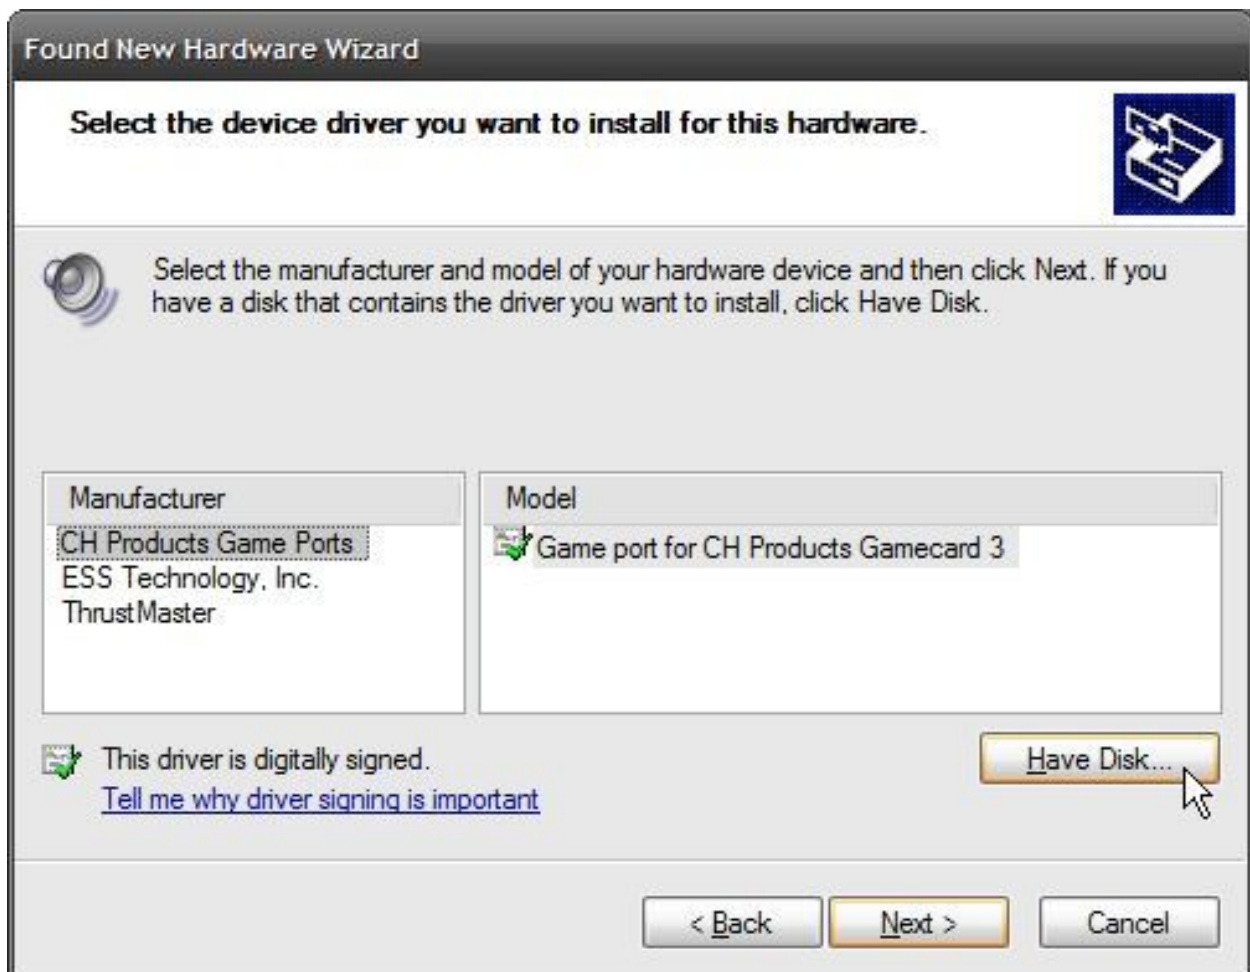 Found New Hardware Wizard
Select the device driver you want to install for this hardware.
Select the manufacturer and model of your hardware device and then click Next. If you
have a disk that contains the driver you want to install, click Have Disk.
Manufacturer
CH Products Game Ports
ESS Technology, Inc.
ThrustMaster
Model
Game port for CH Products Gamecard 3
This driver is digitally signed.
Tell me why driver signing is important
Have Disk...
< Back
Next >
Cancel